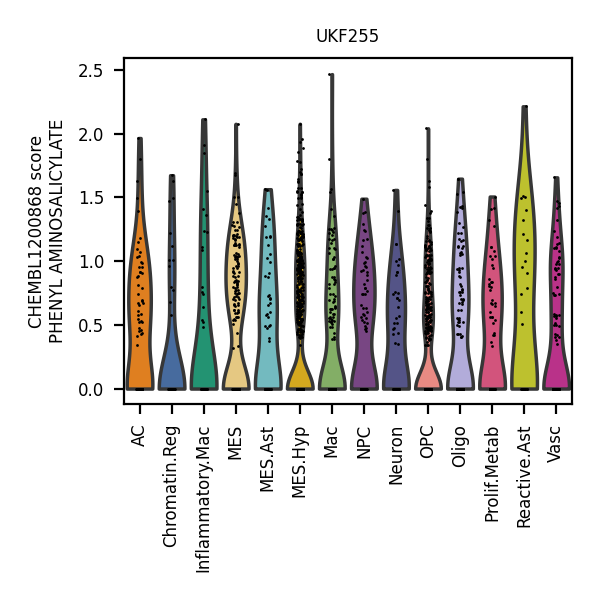 UKF255
CHEMBL1200868 score
PHENYL AMINOSALICYLATE
2.5
2.0
1.5
1.0
0.5
0.0
AC
Chromatin.Reg
Inflammatory.Mac
MES
MES.Ast
MES.Hyp
Mac
NPC
Neuron
OPC
Oligo
Prolif.Metab
Reactive.Ast
Vasc